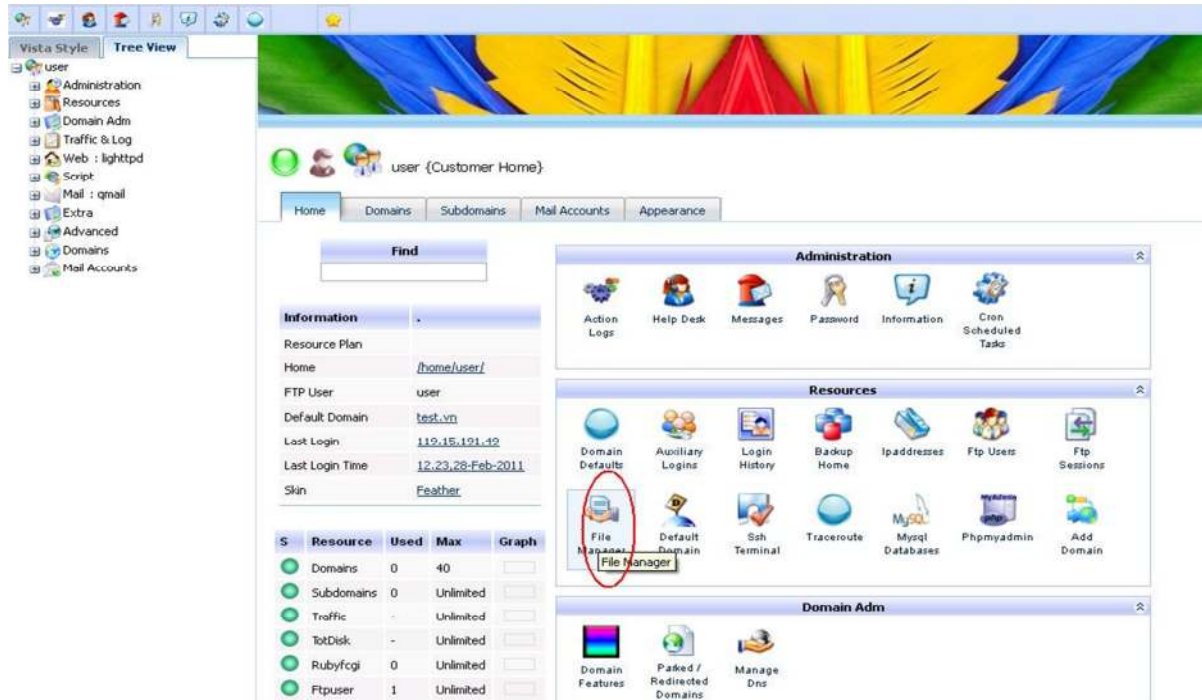 Vista Style
Tree View
user
Administration
Resources
Domain Adm
Traffic & Log
Web : lighttpd
Script
Mail : qmail
Extra
Advanced
Domains
Mail Accounts
user {Customer Home}
Home
Domains
Subdomains
Mail Accounts
Appearance
Find
Information .
Resource Plan
Home /home/user/
FTP User user
Default Domain test.vn
Last Login 119.15.191.42
Last Login Time 12.23,28-Feb-2011
Skin Feather
S Resource Used Max Graph
Domains 0 40
Subdomains 0 Unlimited
Traffic - Unlimited
TotDisk - Unlimited
Rubyfcgi 0 Unlimited
Ftpuser 1 Unlimited
Administration
Action
Logs
Help Desk
Messages
Password
Information
Cron
Scheduled
Tasks
Resources
Domain
Defaults
Auxiliary
Logins
Login
History
Backup
Home
Ipaddresses
Ftp Users
Ftp
Sessions
File
Manager
File Manager
D
Default
Domain
Ssh
Terminal
Traceroute
MySQL
Mysql
Databases
MyAdmin
php
Phpmyadmin
Add
Domain
Domain Adm
Domain
Features
Parked /
Redirected
Domains
Manage
Dns